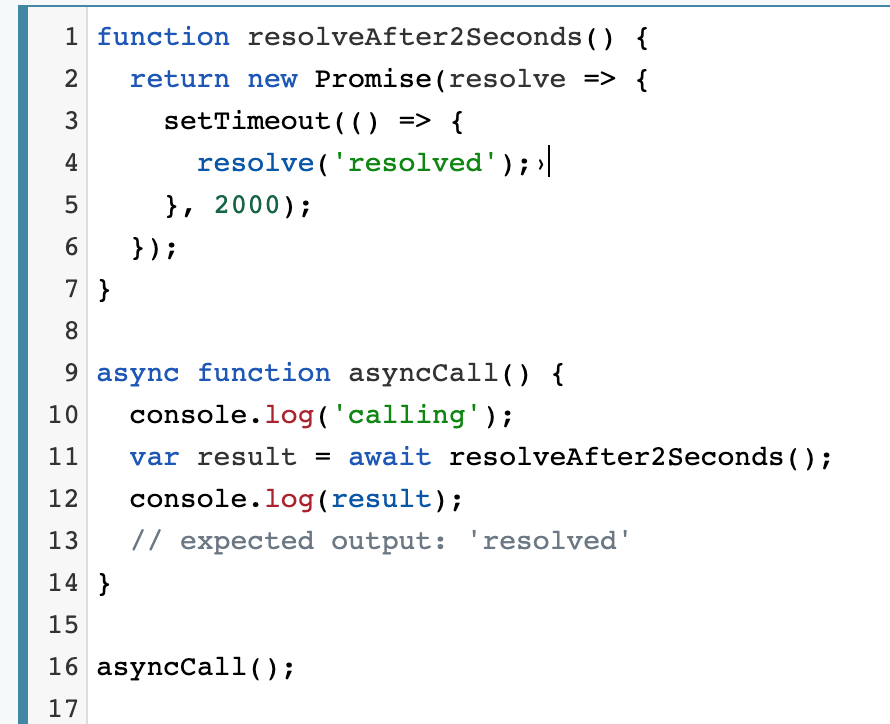 1 function resolveAfter2Seconds() {
2   return new Promise(resolve => {
3     setTimeout(() => {
4       resolve('resolved');›
5     }, 2000);
6   });
7 }
8
9 async function asyncCall() {
10   console.log('calling');
11   var result = await resolveAfter2Seconds();
12   console.log(result);
13   // expected output: 'resolved'
14 }
15
16 asyncCall();
17